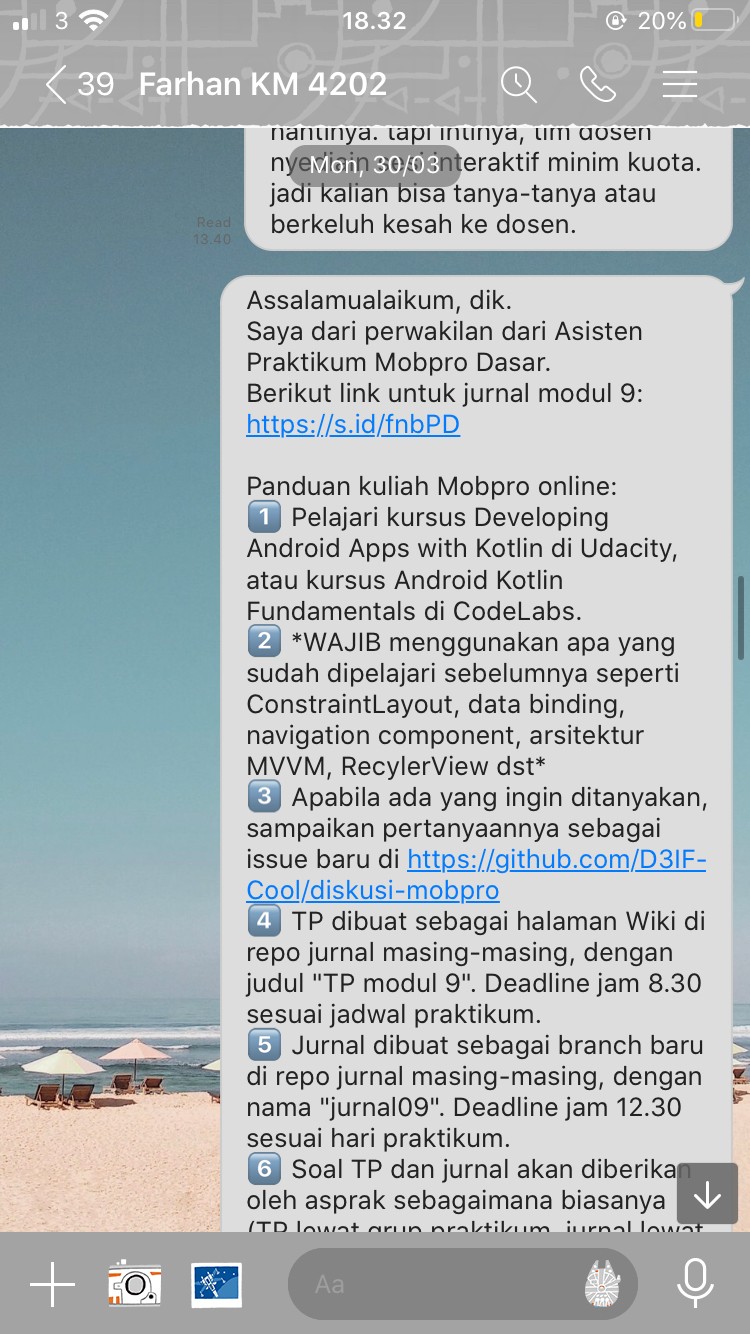 3
18.32
20%
39 Farhan KM 4202
nantinya. tapi intinya, tim dosen
Mon, 30/03
interaktif minim kuota.
jadi kalian bisa tanya-tanya atau
berkeluh kesah ke dosen.
Read
13.40
Assalamualaikum, dik.
Saya dari perwakilan dari Asisten
Praktikum Mobpro Dasar.
Berikut link untuk jurnal modul 9:
https://s.id/fnbPD
Panduan kuliah Mobpro online:
1 Pelajari kursus Developing
Android Apps with Kotlin di Udacity,
atau kursus Android Kotlin
Fundamentals di CodeLabs.
2 *WAJIB menggunakan apa yang
sudah dipelajari sebelumnya seperti
ConstraintLayout, data binding,
navigation component, arsitektur
MVVM, RecylerView dst*
3 Apabila ada yang ingin ditanyakan,
sampaikan pertanyaannya sebagai
issue baru di https://github.com/D3IF-
Cool/diskusi-mobpro
4 TP dibuat sebagai halaman Wiki di
repo jurnal masing-masing, dengan
judul "TP modul 9". Deadline jam 8.30
sesuai jadwal praktikum.
5 Jurnal dibuat sebagai branch baru
di repo jurnal masing-masing, dengan
nama "jurnal09". Deadline jam 12.30
sesuai hari praktikum.
6 Soal TP dan jurnal akan diberikan
oleh asprak sebagaimana biasanya
(TP lewat grup praktikum, jurnal lewat
Aa